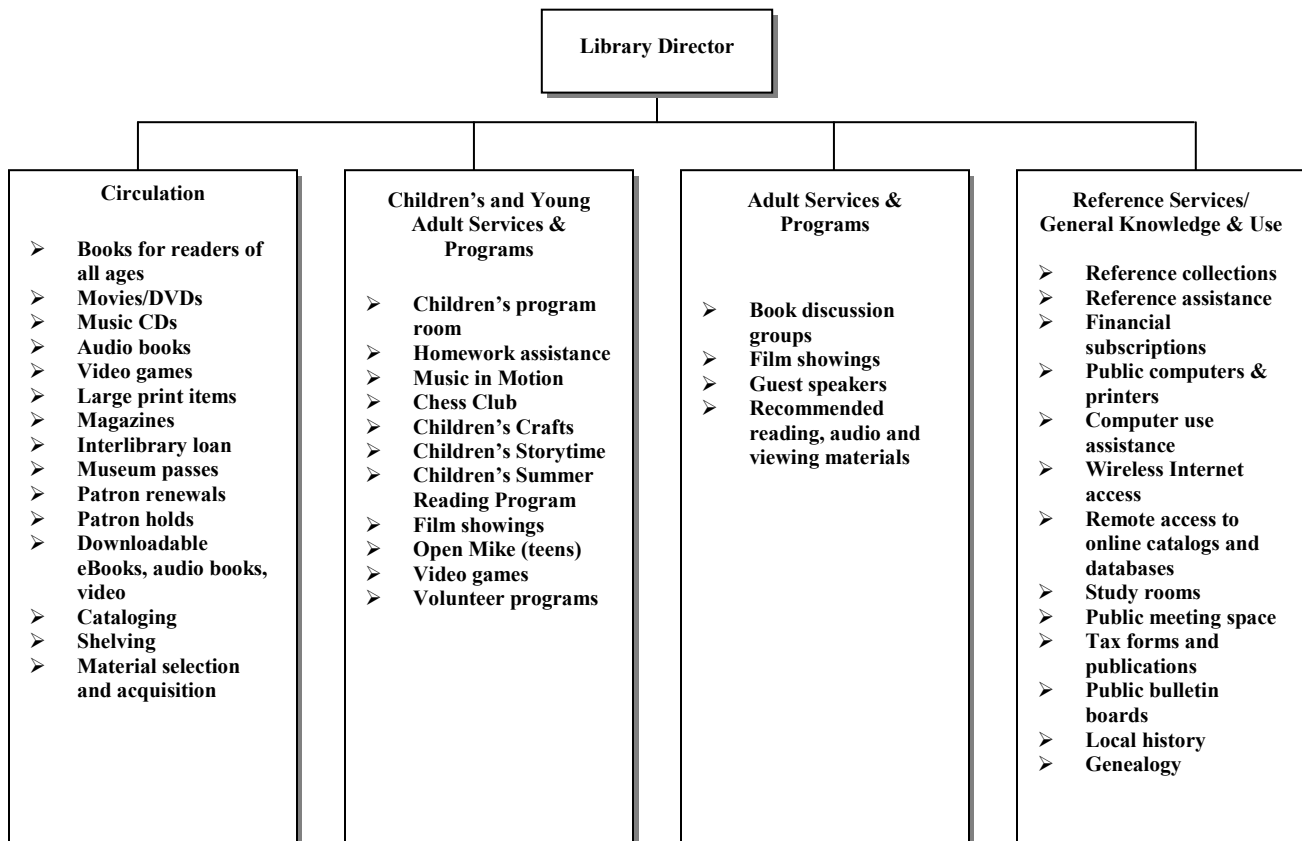 Library Director
Circulation
➢ Books for readers of
all ages
➢ Movies/DVDs
➢ Music CDs
➢ Audio books
➢ Video games
➢ Large print items
➢ Magazines
➢ Interlibrary loan
➢ Museum passes
➢ Patron renewals
➢ Patron holds
➢ Downloadable
eBooks, audio books,
video
➢ Cataloging
➢ Shelving
➢ Material selection
and acquisition
Children’s and Young
Adult Services &
Programs
➢ Children’s program
room
➢ Homework assistance
➢ Music in Motion
➢ Chess Club
➢ Children’s Crafts
➢ Children’s Storytime
➢ Children’s Summer
Reading Program
➢ Film showings
➢ Open Mike (teens)
➢ Video games
➢ Volunteer programs
Adult Services &
Programs
➢ Book discussion
groups
➢ Film showings
➢ Guest speakers
➢ Recommended
reading, audio and
viewing materials
Reference Services/
General Knowledge & Use
➢ Reference collections
➢ Reference assistance
➢ Financial
subscriptions
➢ Public computers &
printers
➢ Computer use
assistance
➢ Wireless Internet
access
➢ Remote access to
online catalogs and
databases
➢ Study rooms
➢ Public meeting space
➢ Tax forms and
publications
➢ Public bulletin
boards
➢ Local history
➢ Genealogy